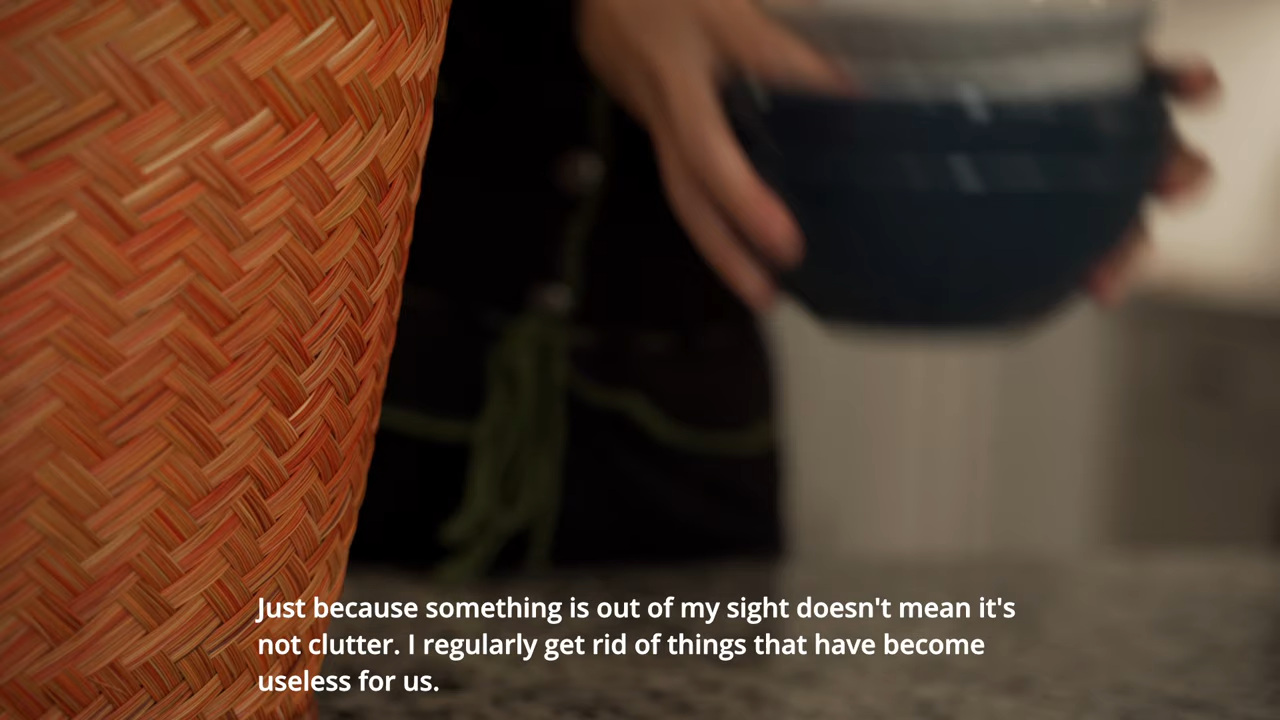 Just because something is out of my sight doesn't mean it's
not clutter. I regularly get rid of things that have become
useless for us.